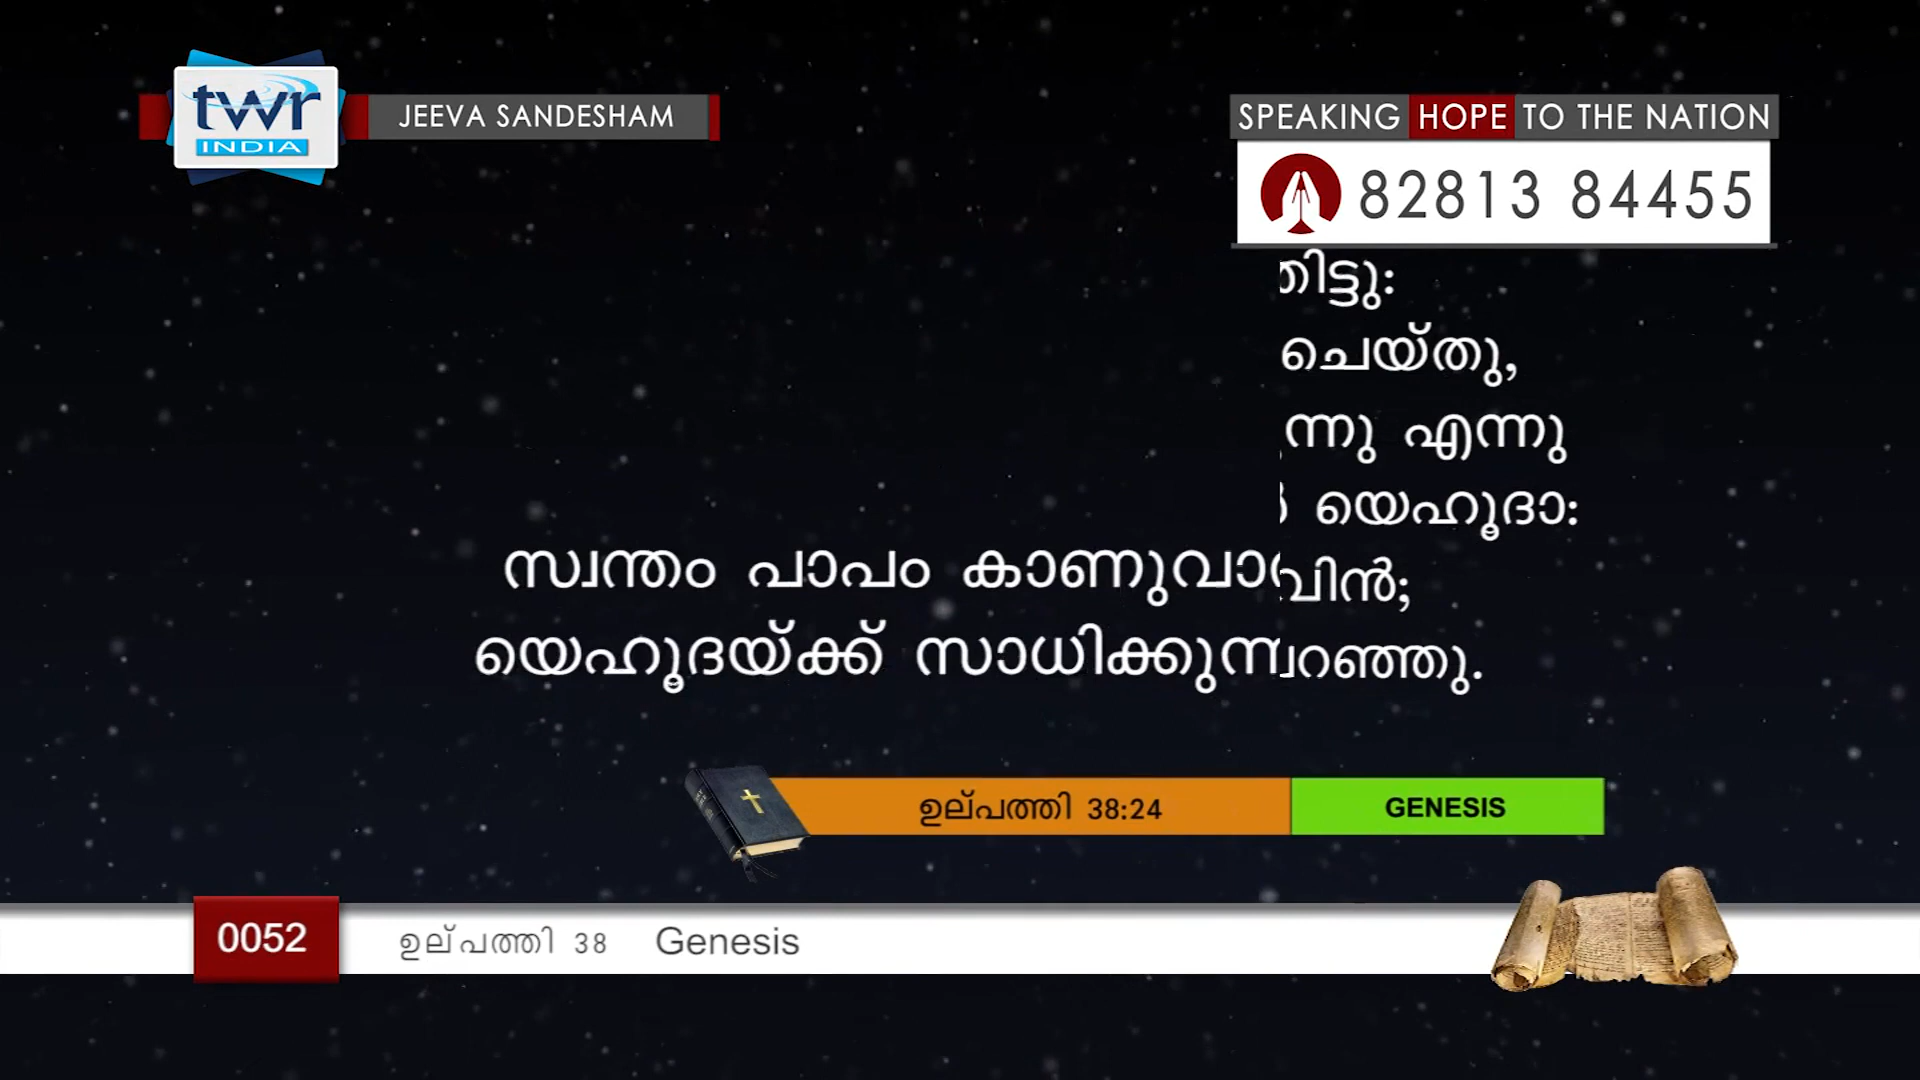 twr
INDIA
JEEVA SANDESHAM
SPEAKING HOPE TO THE NATION
82813 84455
ചെയ്തു,
എന്നു
യെഹൂദാ:
സ്വന്തം പാപം
യെഹൂദയ്ക്ക്
ഉല്പത്തി 38:24
GENESIS
0052
ഉല്പത്തി 38 Genesis